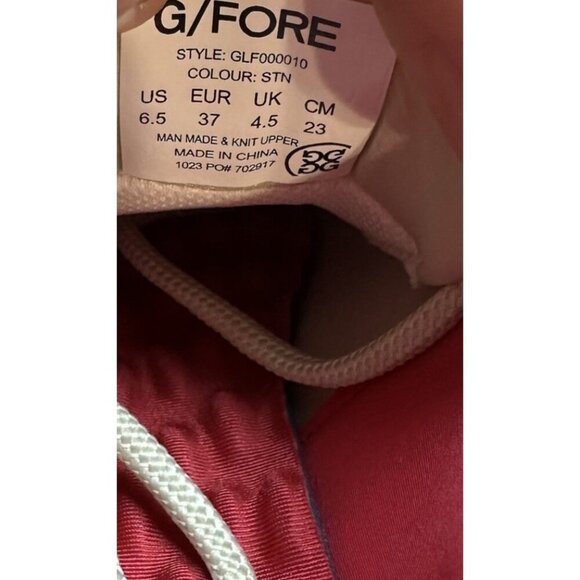 G/FORE
STYLE: GLF000010
COLOUR: STN
US EUR UK CM
6.5 37 4.5 23
MAN MADE & KNIT UPPER
MADE IN CHINA
1023 PO# 702917